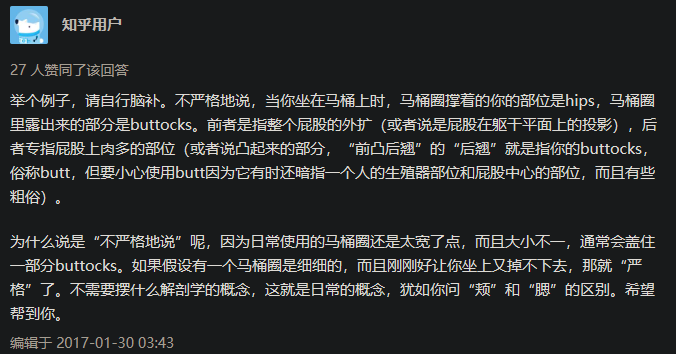 知乎用户
27 人赞同了该回答
举个例子，请自行脑补。不严格地说，当你坐在马桶上时，马桶圈撑着的你的部位是hips，马桶圈
里露出来的部分是buttocks。前者是指整个屁股的外扩（或者说是屁股在躯干平面上的投影），后
者专指屁股上肉多的部位（或者说凸起来的部分，“前凸后翘”的“后翘”就是指你的buttocks，
俗称butt，但要小心使用butt因为它有时还暗指一个人的生殖器部位和屁股中心的部位，而且有些
粗俗）。
为什么说是“不严格地说”呢，因为日常使用的马桶圈还是太宽了点，而且大小不一，通常会盖住
一部分buttocks。如果假设有一个马桶圈是细细的，而且刚刚好让你坐上又掉不下去，那就“严
格”了。不需要摆什么解剖学的概念，这就是日常的概念，犹如你问“颊”和“腮”的区别。希望
帮到你。
编辑于 2017-01-30 03:43